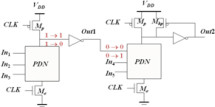 V_DD V_DD
CLK M_p Out1 CLK M_p M_bl Out2
1 → 1
1 → 0
In_1 0 → 0
0 → 1
In_2 PDN In_4 PDN
In_3 In_5
CLK M_e CLK M_e